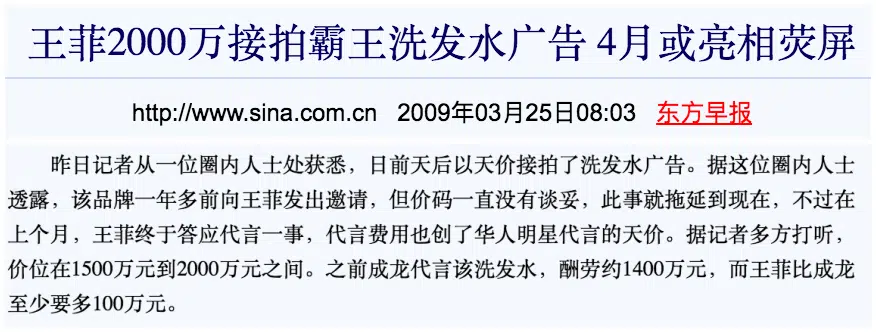 王菲2000万接拍霸王洗发水广告 4月或亮相荧屏
http://www.sina.com.cn 2009年03月25日08:03 东方早报
昨日记者从一位圈内人士处获悉，日前天后以天价接拍了洗发水广告。据这位圈内人士
透露，该品牌一年多前向王菲发出邀请，但价码一直没有谈妥，此事就拖延到现在，不过在
上个月，王菲终于答应代言一事，代言费用也创了华人明星代言的天价。据记者多方打听，
价位在1500万元到2000万元之间。之前成龙代言该洗发水，酬劳约1400万元，而王菲比成龙
至少要多100万元。